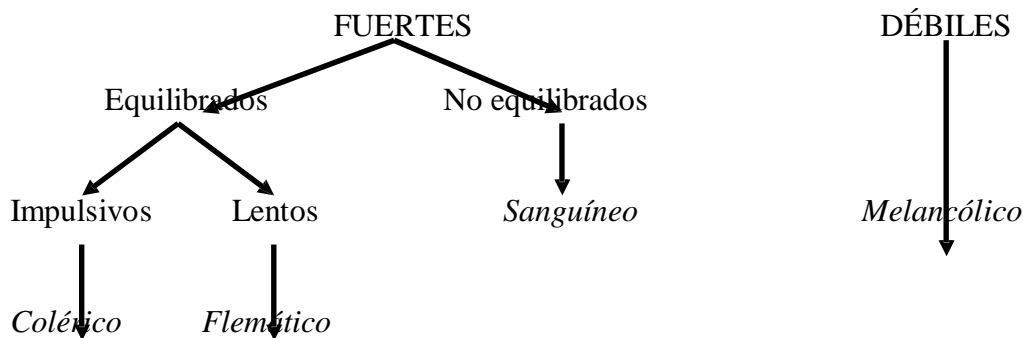 FUERTES DÉBILES
Equilibrados No equilibrados
Impulsivos Lentos Sanguíneo Melancólico
Colérico Flemático